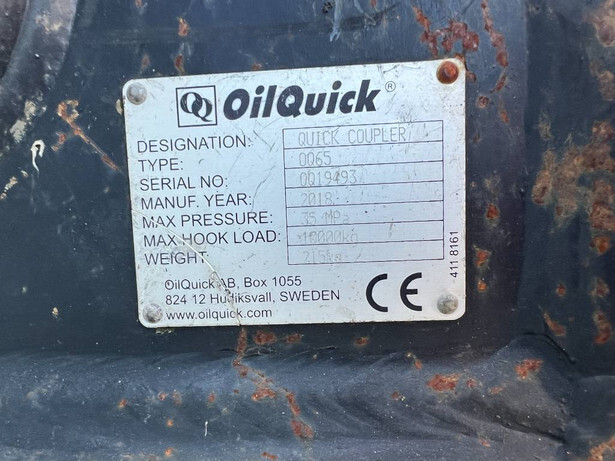 OilQuick®
DESIGNATION: QUICK COUPLER
TYPE: OQ65
SERIAL NO: OQ19493
MANUF. YEAR: 2018
MAX PRESSURE: 35 MPa
MAX HOOK LOAD:
WEIGHT:
OilQuick AB, Box 1055
824 12 Hudiksvall, SWEDEN
www.oilquick.com
CE
411 8161